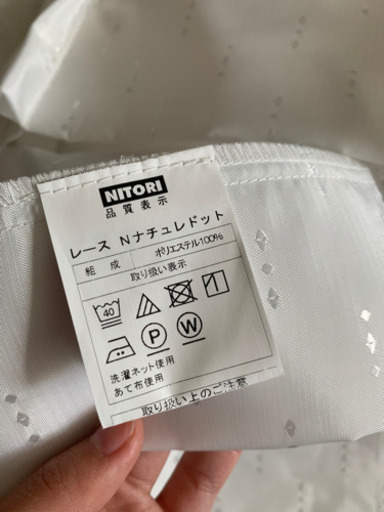 NITORI
品質表示
レース Nナチュレドット
組成 ポリエステル100%
取り扱い表示
40
P W
洗濯ネット使用
あて布使用
取り扱い上のご注意